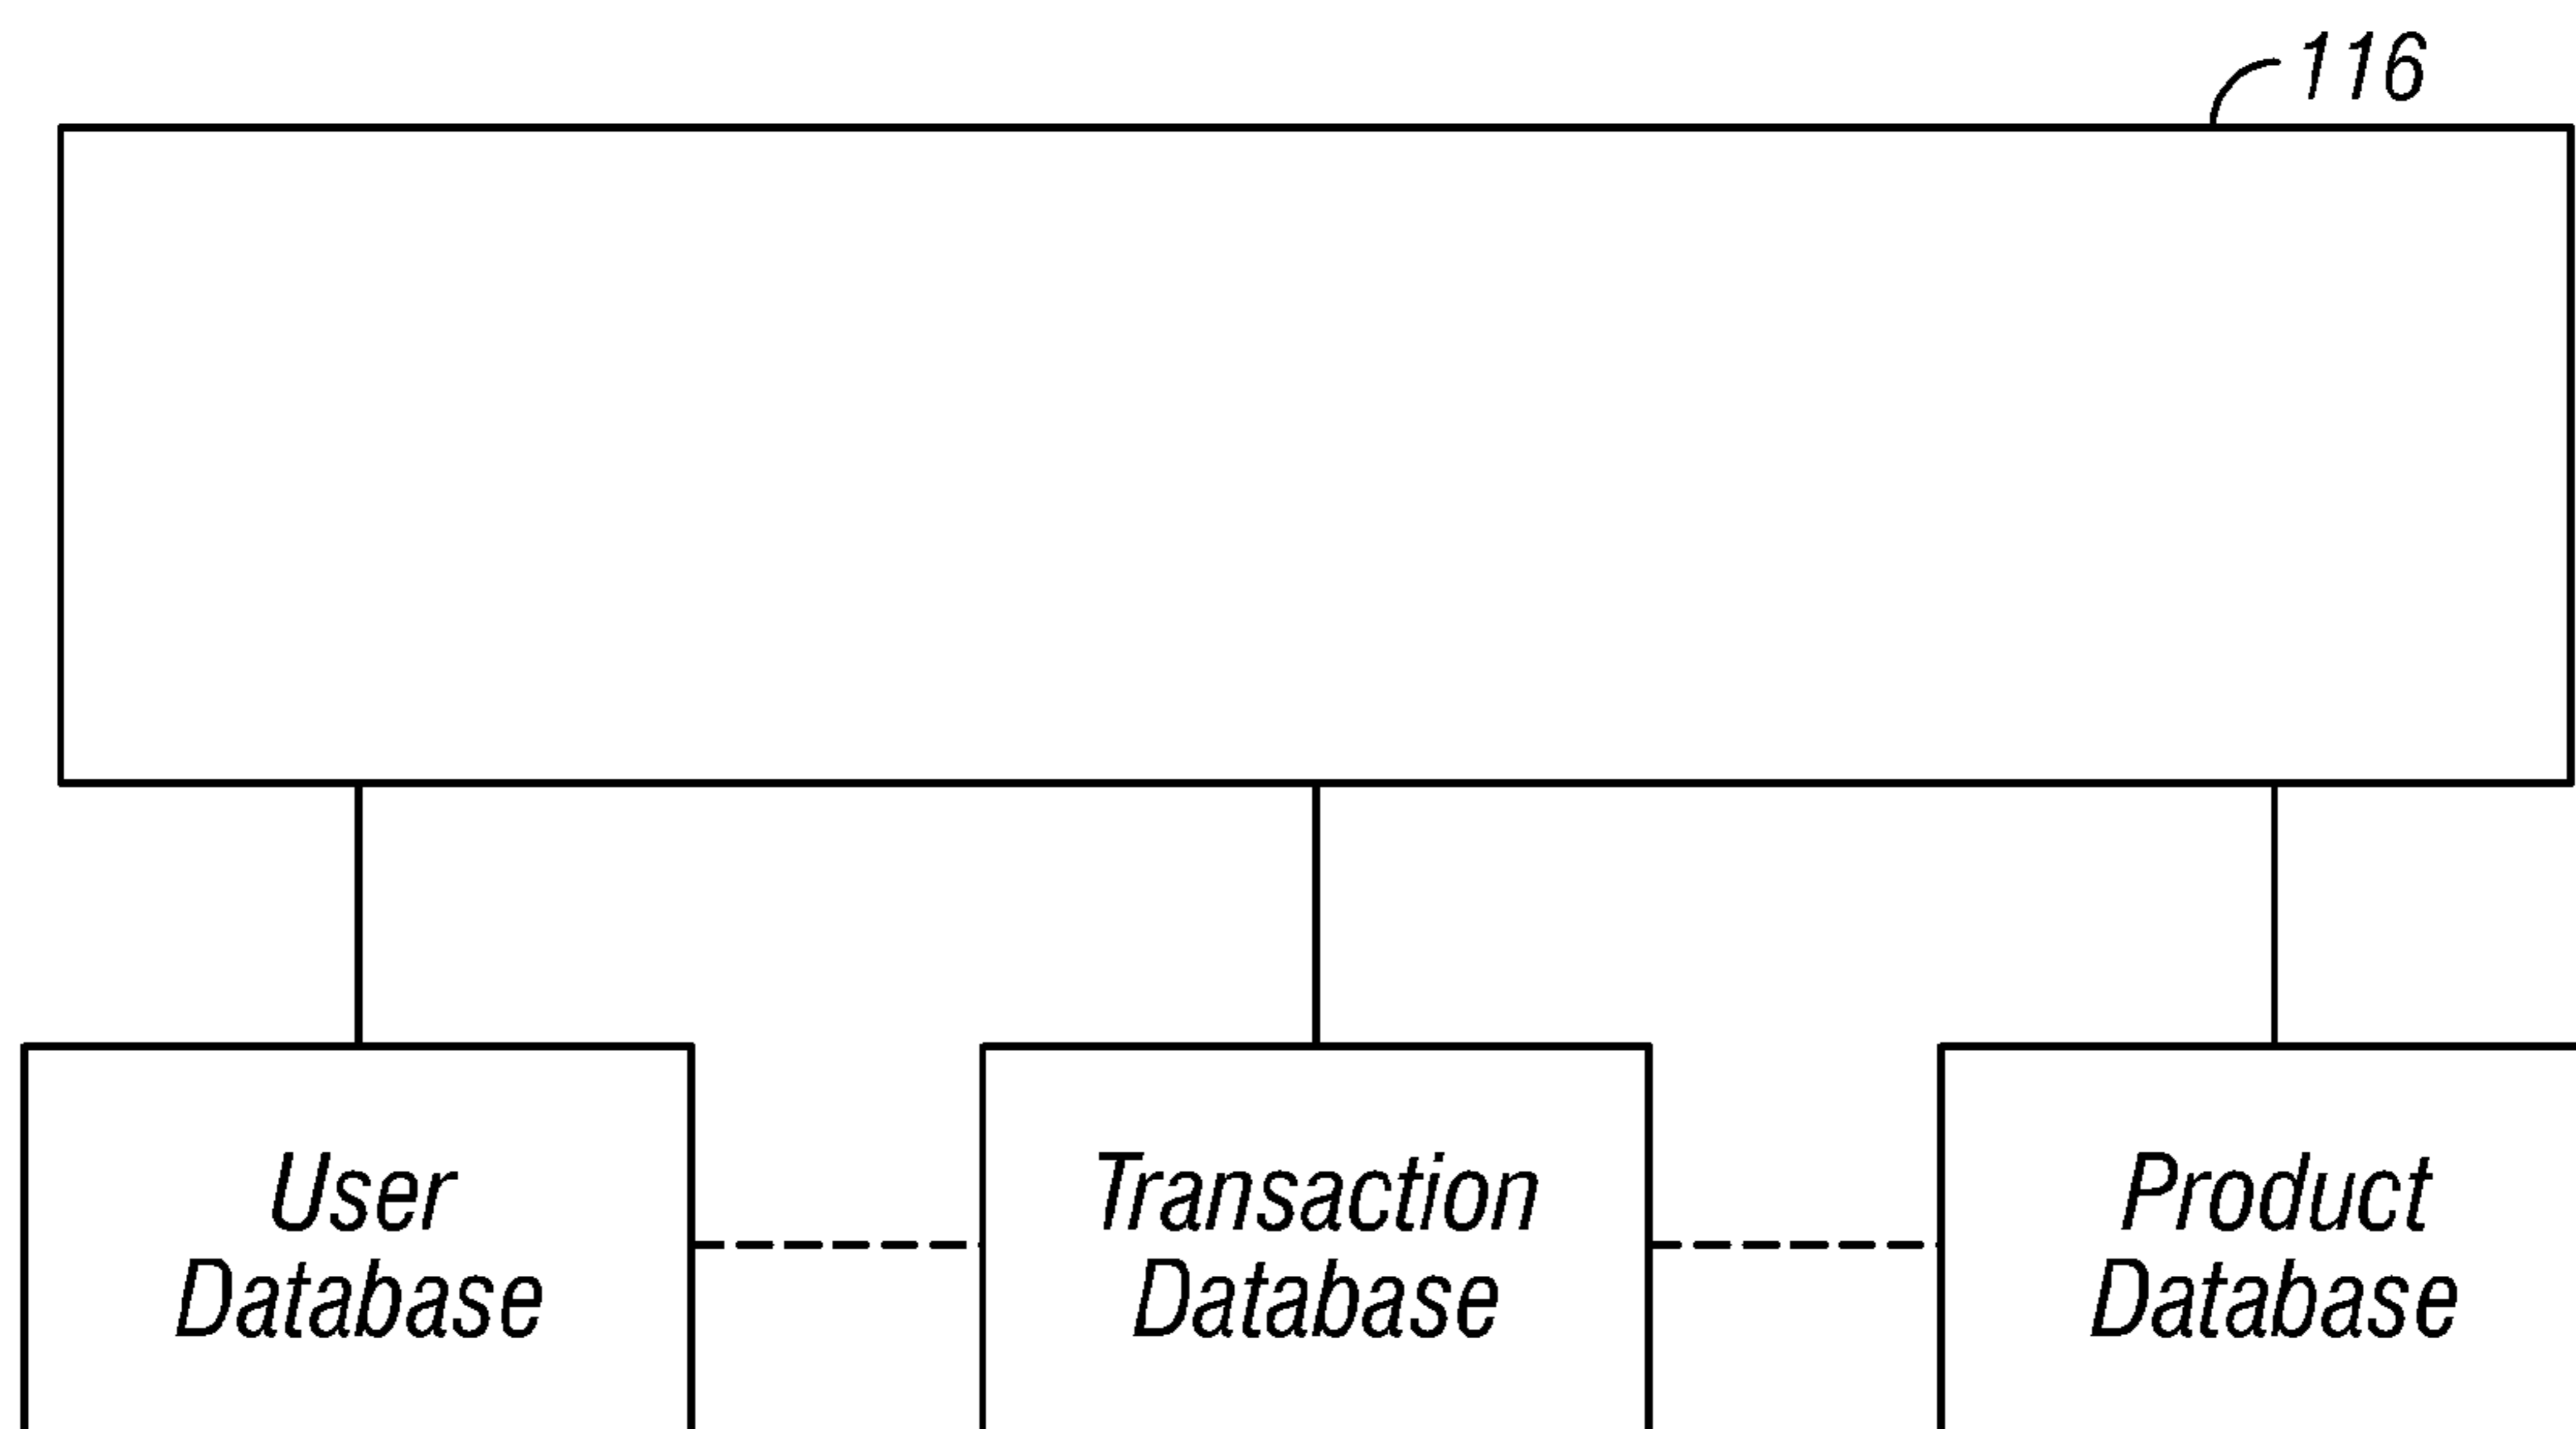 116
User
Database
Transaction
Database
Product
Database